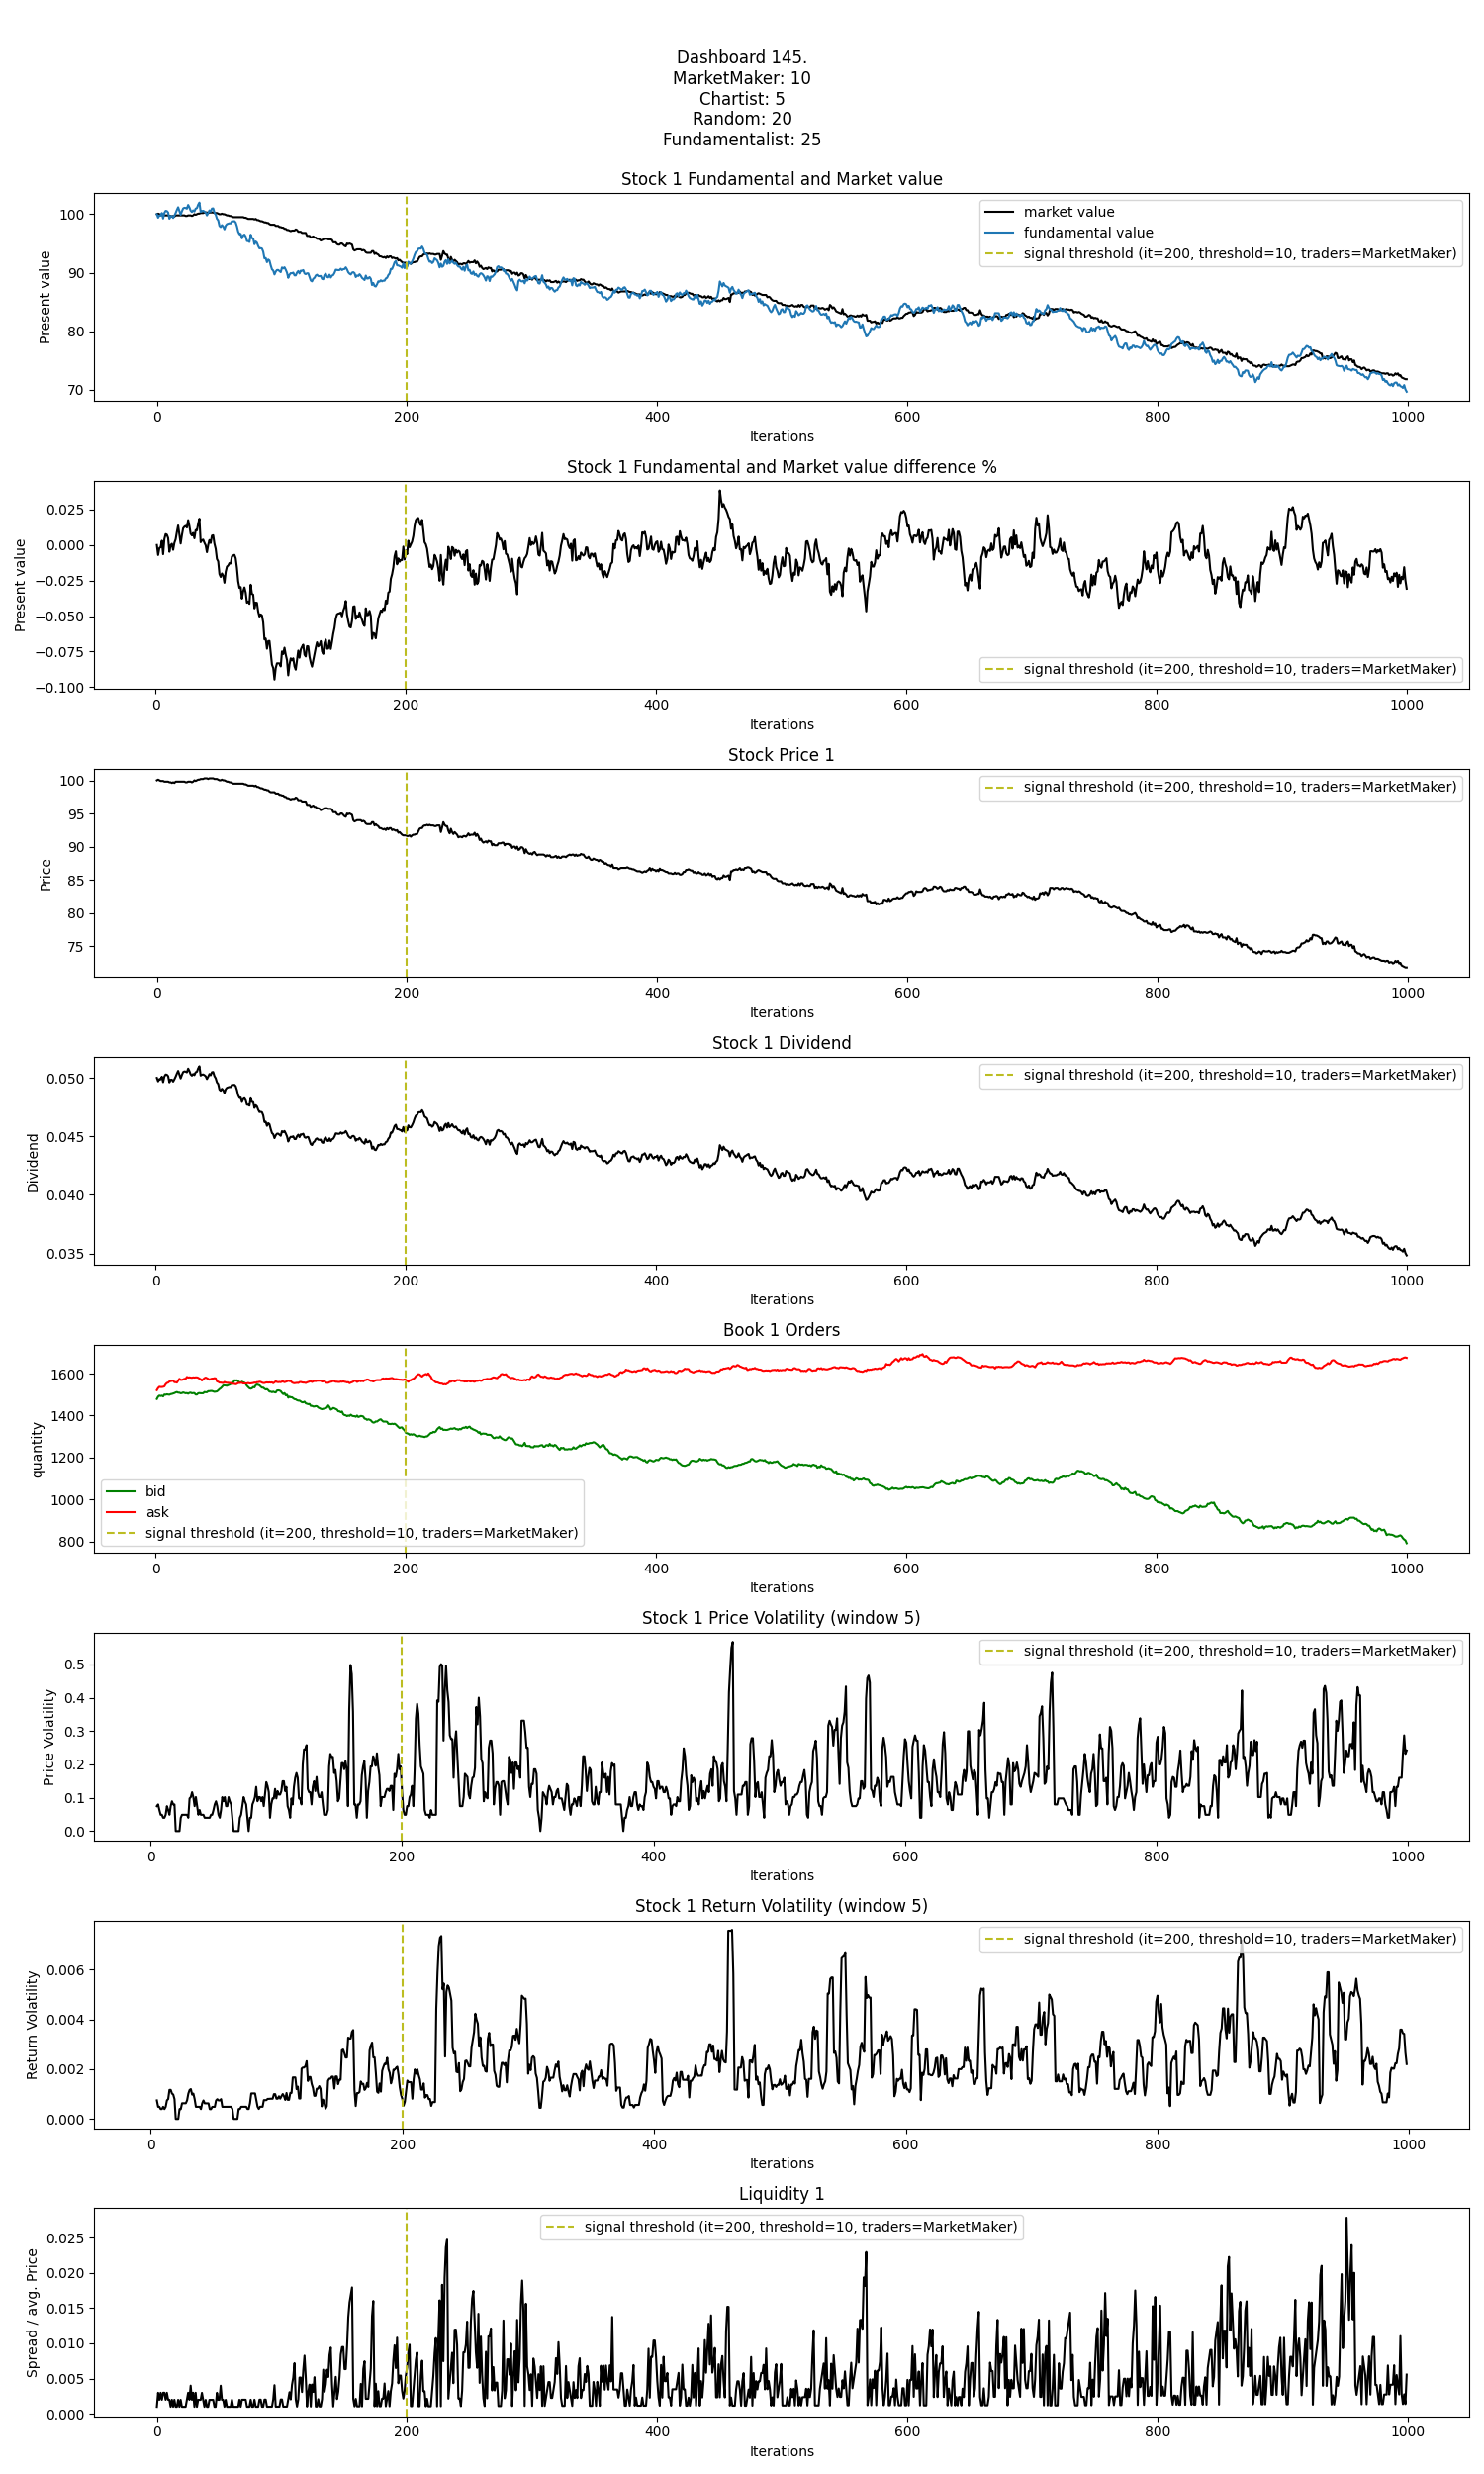 Dashboard 145.
MarketMaker: 10
Chartist: 5
Random: 20
Fundamentalist: 25
Stock 1 Fundamental and Market value
market value
fundamental value
signal threshold (it=200, threshold=10, traders=MarketMaker)
Present value
100
90
80
70
0 200 400 600 800 1000
Iterations
Stock 1 Fundamental and Market value difference %
Present value
0.025
0.000
−0.025
−0.050
−0.075
−0.100
signal threshold (it=200, threshold=10, traders=MarketMaker)
0 200 400 600 800 1000
Iterations
Stock Price 1
signal threshold (it=200, threshold=10, traders=MarketMaker)
Price
100
95
90
85
80
75
0 200 400 600 800 1000
Iterations
Stock 1 Dividend
signal threshold (it=200, threshold=10, traders=MarketMaker)
Dividend
0.050
0.045
0.040
0.035
0 200 400 600 800 1000
Iterations
Book 1 Orders
quantity
1600
1400
1200
1000
800
bid
ask
signal threshold (it=200, threshold=10, traders=MarketMaker)
0 200 400 600 800 1000
Iterations
Stock 1 Price Volatility (window 5)
signal threshold (it=200, threshold=10, traders=MarketMaker)
Price Volatility
0.5
0.4
0.3
0.2
0.1
0.0
0 200 400 600 800 1000
Iterations
Stock 1 Return Volatility (window 5)
signal threshold (it=200, threshold=10, traders=MarketMaker)
Return Volatility
0.006
0.004
0.002
0.000
0 200 400 600 800 1000
Iterations
Liquidity 1
signal threshold (it=200, threshold=10, traders=MarketMaker)
Spread / avg. Price
0.025
0.020
0.015
0.010
0.005
0.000
0 200 400 600 800 1000
Iterations